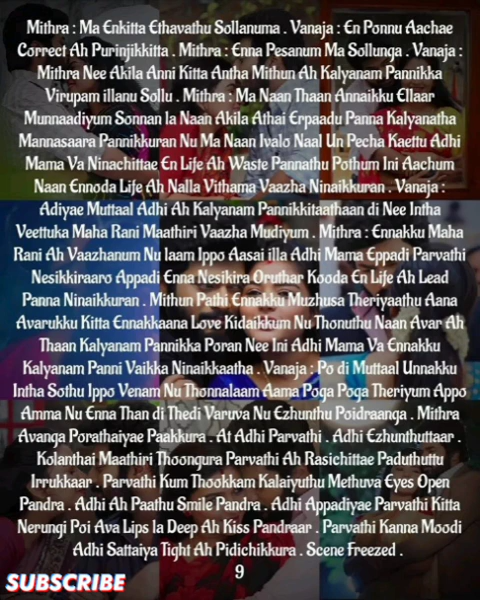 Mithra : Ma Enkitta Ethavathu Sollanuma . Vanaja : En Ponnu Aachae
Correct Ah Purinjikkitta . Mithra : Enna Pesanum Ma Sollunga . Vanaja :
Mithra Nee Akila Anni Kitta Antha Mithun Ah Kalyanam Pannikka
Virupam illanu Sollu . Mithra : Ma Naan Thaan Annaikku Ellaar
Munnaadiyum Sonnan la Naan Akila Athai Erpaadu Panna Kalyanatha
Mannasaara Pannikkuran Nu Ma Naan Ivalo Naal Un Pecha Kaettu Adhi
Mama Va Ninachittae En Life Ah Waste Pannathu Pothum Ini Aachum
Naan Ennoda Life Ah Nalla Vithama Vaazha Ninaikkuran . Vanaja :
Adiyae Muttaal Adhi Ah Kalyanam Pannikkitaathaan di Nee Intha
Veettuka Maha Rani Maathiri Vaazha Mudiyum . Mithra : Ennakku Maha
Rani Ah Vaazhanum Nu laam Ippo Aasai illa Adhi Mama Eppadi Parvathi
Nesikkiraaro Appadi Enna Nesikira Oruthar Kooda En Life Ah Lead
Panna Ninaikkuran . Mithun Pathi Ennakku Muzhusa Theriyaathu Aana
Avarukku Kitta Ennakkaana Love Kidaikkum Nu Thonuthu Naan Avar Ah
Thaan Kalyanam Pannikka Poran Nee Ini Adhi Mama Va Ennakku
Kalyanam Panni Vaikka Ninaikkaatha . Vanaja : Po di Muttaal Unnakku
Intha Sothu Ippo Venam Nu Thonnalaam Aama Poga Poga Theriyum Appo
Amma Nu Enna Than di Thedi Varuva Nu Ezhunthu Poidraanga . Mithra
Avanga Porathaiyae Paakkura . At Adhi Parvathi . Adhi Ezhunthuttaar .
Kolanthai Maathiri Thoongura Parvathi Ah Rasichittae Paduthuttu
Irrukkaar . Parvathi Kum Thookkam Kalaiyuthu Methuva Eyes Open
Pandra . Adhi Ah Paathu Smile Pandra . Adhi Appadiyae Parvathi Kitta
Nerungi Poi Ava Lips la Deep Ah Kiss Pandraar . Parvathi Kanna Moodi
Adhi Sattaiya Tight Ah Pidichikkura . Scene Freezed .
9
SUBSCRIBE